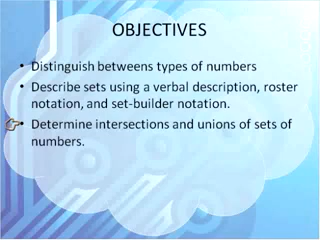 OBJECTIVES
• Distinguish betweens types of numbers
• Describe sets using a verbal description, roster
notation, and set-builder notation.
• Determine intersections and unions of sets of
numbers.